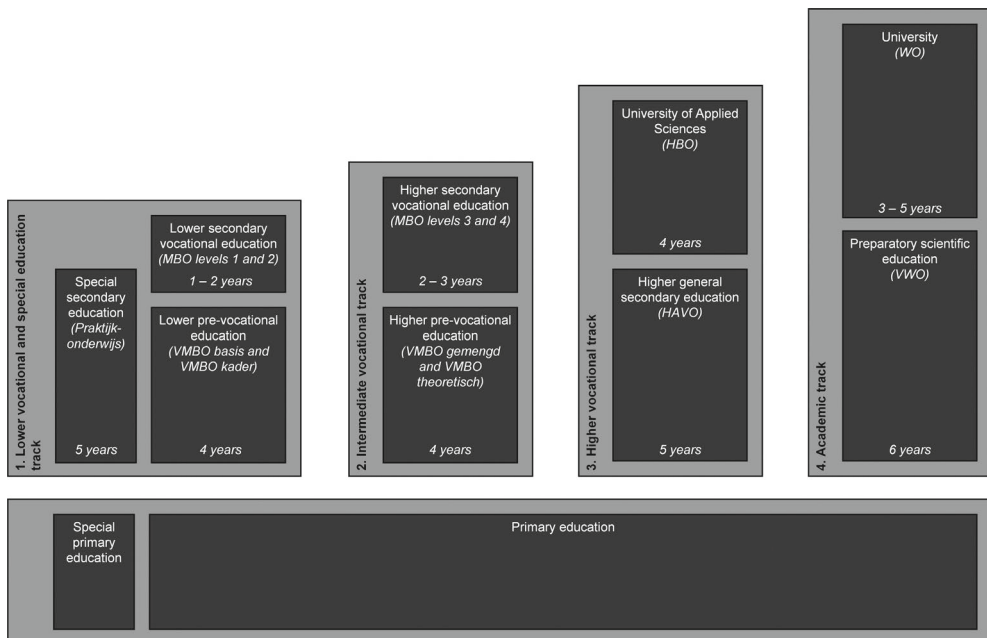 1. Lower vocational and special education
track
Special
secondary
education
(Praktijk-
onderwijs)
5 years
Lower secondary
vocational education
(MBO levels 1 and 2)
1 – 2 years
Lower pre-vocational
education
(VMBO basis and
VMBO kader)
4 years
2. Intermediate vocational track
Higher secondary
vocational education
(MBO levels 3 and 4)
2 – 3 years
Higher pre-vocational
education
(VMBO gemengd
and VMBO
theoretisch)
4 years
3. Higher vocational track
University of Applied
Sciences
(HBO)
4 years
Higher general
secondary education
(HAVO)
5 years
4. Academic track
University
(WO)
3 – 5 years
Preparatory scientific
education
(VWO)
6 years
Special
primary
education
Primary education